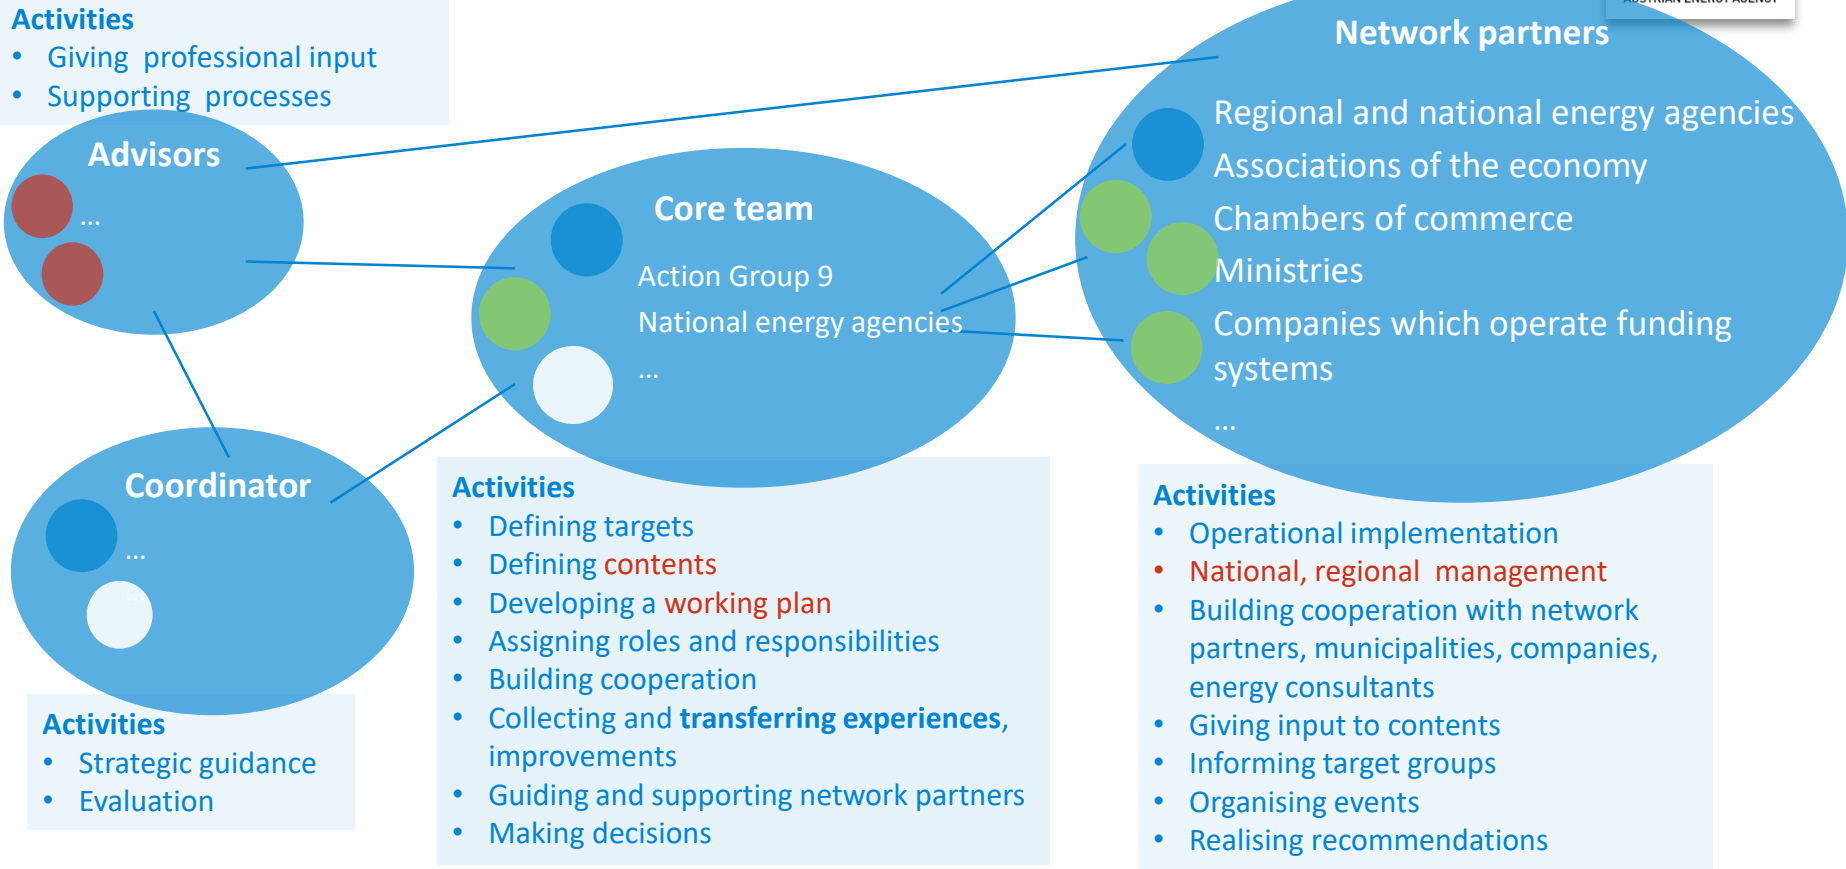 Activities
• Giving professional input
• Supporting processes
Advisors
...
AUSTRIAN ENERGY AGENCY
Network partners
Regional and national energy agencies
Associations of the economy
Chambers of commerce
Ministries
Companies which operate funding
systems
...
Core team
Action Group 9
National energy agencies
...
Coordinator
...
...
Activities
• Strategic guidance
• Evaluation
Activities
• Defining targets
• Defining contents
• Developing a working plan
• Assigning roles and responsibilities
• Building cooperation
• Collecting and transferring experiences,
improvements
• Guiding and supporting network partners
• Making decisions
Activities
• Operational implementation
• National, regional management
• Building cooperation with network
partners, municipalities, companies,
energy consultants
• Giving input to contents
• Informing target groups
• Organising events
• Realising recommendations